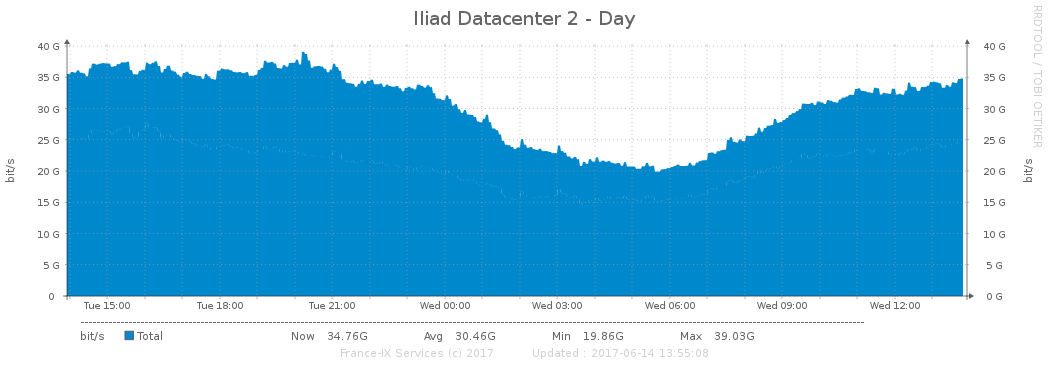 Iliad Datacenter 2 - Day
RRDTOOL / TOBI OETIKER
40 G 40 G
35 G 35 G
30 G 30 G
25 G 25 G
20 G 20 G
15 G 15 G
10 G 10 G
5 G 5 G
0 0 G
bit/s bit/s
Tue 15:00 Tue 18:00 Tue 21:00 Wed 00:00 Wed 03:00 Wed 06:00 Wed 09:00 Wed 12:00
bit/s Total Now 34.76G Avg 30.46G Min 19.86G Max 39.03G
France-IX Services (c) 2017 Updated : 2017-06-14 13:55:08